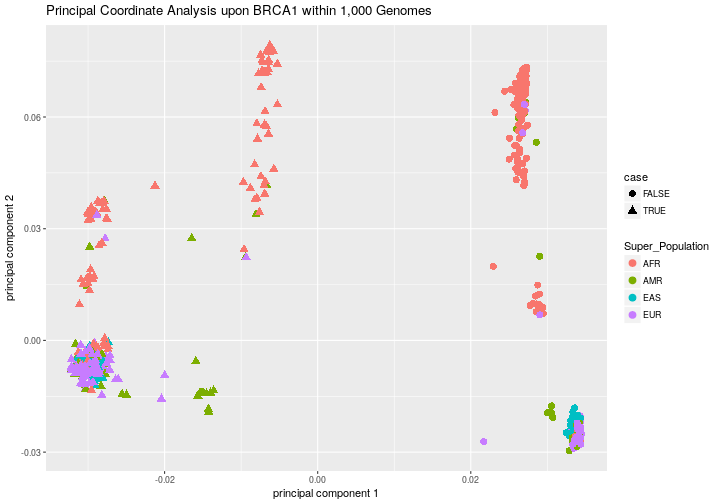 Principal Coordinate Analysis upon BRCA1 within 1,000 Genomes
principal component 2
0.06
0.03
0.00
-0.03
-0.02
0.00
0.02
principal component 1
case
FALSE
TRUE
Super_Population
AFR
AMR
EAS
EUR